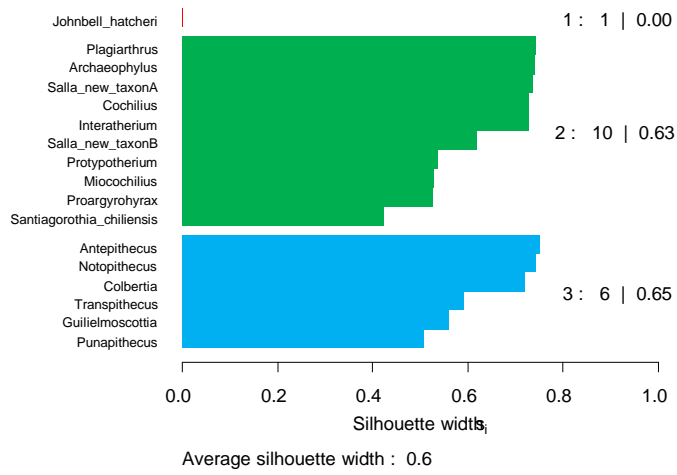 Johnbell_hatcheri
1 : 1 | 0.00
Plagiarthrus
Archaeophylus
Salla_new_taxonA
Cochilius
Interatherium
2 : 10 | 0.63
Salla_new_taxonB
Protypotherium
Miocochilius
Proargyrohyrax
Santiagorothia_chiliensis
Antepithecus
Notopithecus
Colbertia
3 : 6 | 0.65
Transpithecus
Guilielmoscottia
Punapithecus
0.0 0.2 0.4 0.6 0.8 1.0
Silhouette width si
Average silhouette width : 0.6